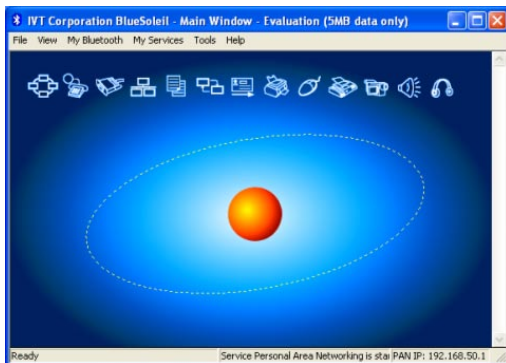 IVT Corporation BlueSoleil - Main Window - Evaluation (5MB data only)
File View My Bluetooth My Services Tools Help
Ready Service Personal Area Networking is sta PAN IP: 192.168.50.1